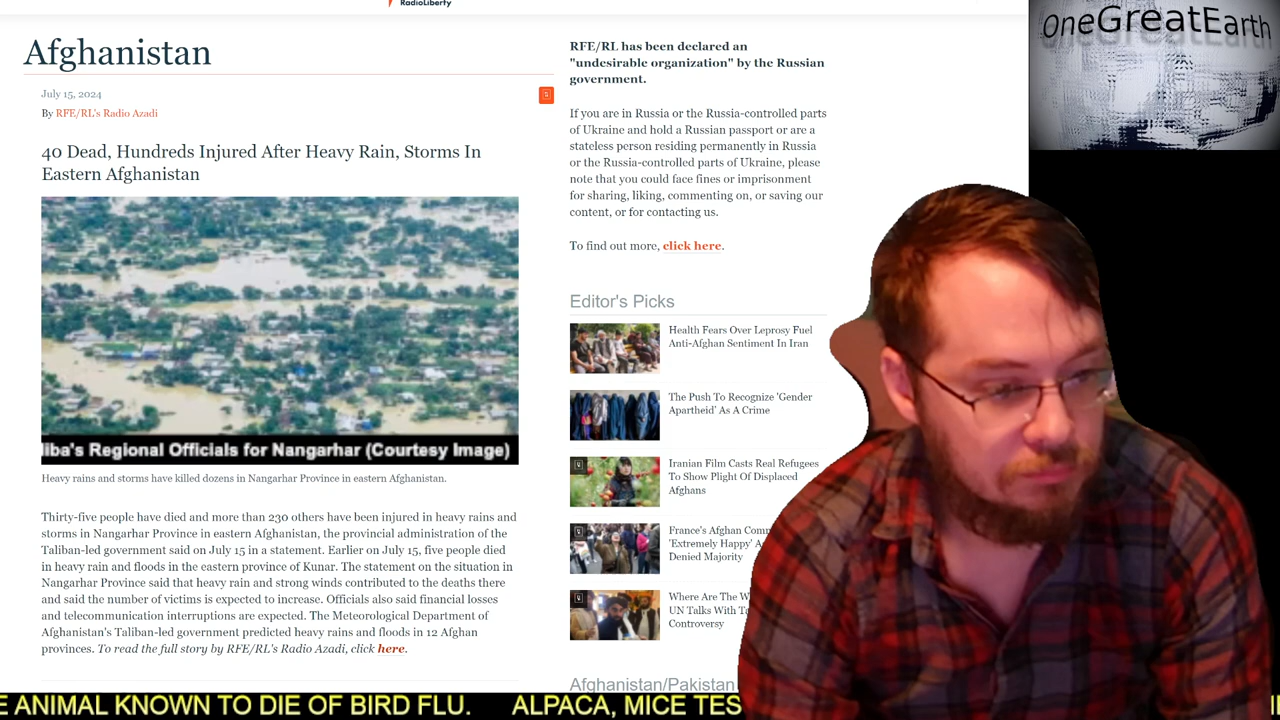 RadioLiberty
OneGreatEarth
Afghanistan
July 15, 2024
By RFE/RL's Radio Azadi
40 Dead, Hundreds Injured After Heavy Rain, Storms In
Eastern Afghanistan
liba's Regional Officials for Nangarhar (Courtesy Image)
Heavy rains and storms have killed dozens in Nangarhar Province in eastern Afghanistan.
Thirty-five people have died and more than 230 others have been injured in heavy rains and
storms in Nangarhar Province in eastern Afghanistan, the provincial administration of the
Taliban-led government said on July 15 in a statement. Earlier on July 15, five people died
in heavy rain and floods in the eastern province of Kunar. The statement on the situation in
Nangarhar Province said that heavy rain and strong winds contributed to the deaths there
and said the number of victims is expected to increase. Officials also said financial losses
and telecommunication interruptions are expected. The Meteorological Department of
Afghanistan's Taliban-led government predicted heavy rains and floods in 12 Afghan
provinces. To read the full story by RFE/RL's Radio Azadi, click here.
RFE/RL has been declared an
"undesirable organization" by the Russian
government.
If you are in Russia or the Russia-controlled parts
of Ukraine and hold a Russian passport or are a
stateless person residing permanently in Russia
or the Russia-controlled parts of Ukraine, please
note that you could face fines or imprisonment
for sharing, liking, commenting on, or saving our
content, or for contacting us.
To find out more, click here.
Editor's Picks
Health Fears Over Leprosy Fuel
Anti-Afghan Sentiment In Iran
The Push To Recognize 'Gender
Apartheid' As A Crime
Iranian Film Casts Real Refugees
To Show Plight Of Displaced
Afghans
France's Afghan Comm
'Extremely Happy' A
Denied Majority
Where Are The W
UN Talks With Ta
Controversy
Afghanistan/Pakistan
E ANIMAL KNOWN TO DIE OF BIRD FLU. ALPACA, MICE TES